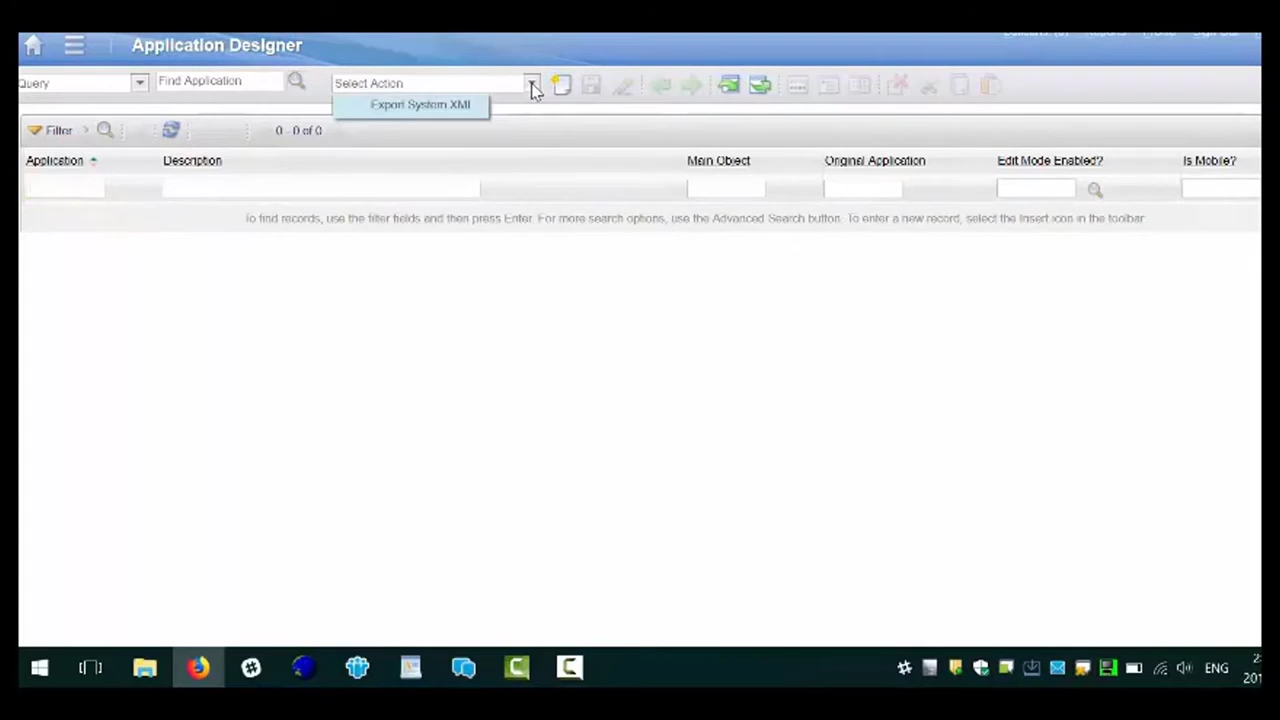 Application Designer
Query
Find Application
Select Action
Export System XML
Filter
0 - 0 of 0
Application
Description
Main Object
Original Application
Edit Mode Enabled?
Is Mobile?
To find records, use the filter fields and then press Enter. For more search options, use the Advanced Search button. To enter a new record, select the Insert icon in the toolbar
ENG